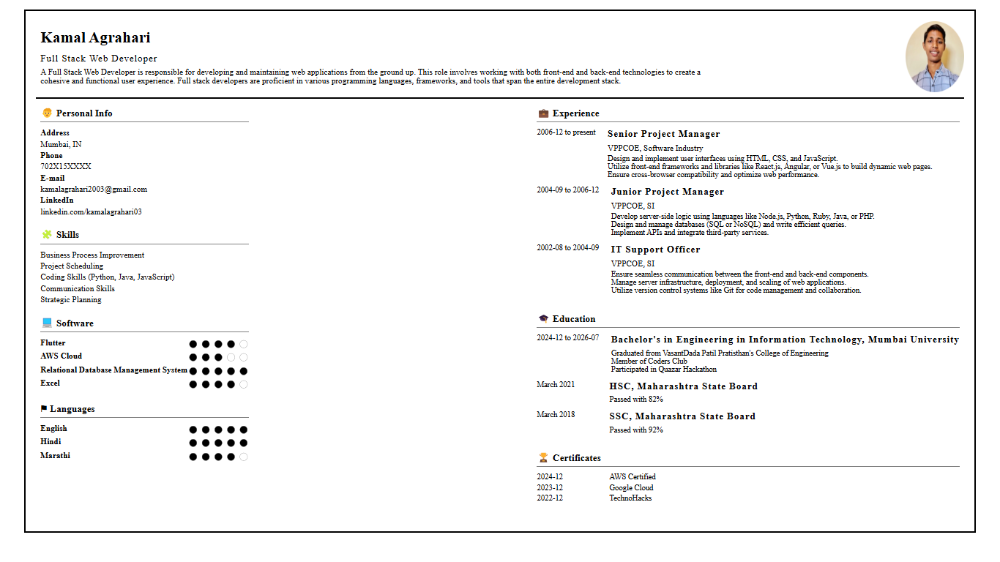 Kamal Agrahari
Full Stack Web Developer
A Full Stack Web Developer is responsible for developing and maintaining web applications from the ground up. This role involves working with both front-end and back-end technologies to create a
cohesive and functional user experience. Full stack developers are proficient in various programming languages, frameworks, and tools that span the entire development stack.
Personal Info
Address
Mumbai, IN
Phone
702X15XXXX
E-mail
kamalagrahari2003@gmail.com
LinkedIn
linkedin.com/kamalagrahari03
Skills
Business Process Improvement
Project Scheduling
Coding Skills (Python, Java, JavaScript)
Communication Skills
Strategic Planning
Software
Flutter
AWS Cloud
Relational Database Management System
Excel
Languages
English
Hindi
Marathi
Experience
2006-12 to present Senior Project Manager
VPPCOE, Software Industry
Design and implement user interfaces using HTML, CSS, and JavaScript.
Utilize front-end frameworks and libraries like React.js, Angular, or Vue.js to build dynamic web pages.
Ensure cross-browser compatibility and optimize web performance.
2004-09 to 2006-12 Junior Project Manager
VPPCOE, SI
Develop server-side logic using languages like Node.js, Python, Ruby, Java, or PHP.
Design and manage databases (SQL or NoSQL) and write efficient queries.
Implement APIs and integrate third-party services.
2002-08 to 2004-09 IT Support Officer
VPPCOE, SI
Ensure seamless communication between the front-end and back-end components.
Manage server infrastructure, deployment, and scaling of web applications.
Utilize version control systems like Git for code management and collaboration.
Education
2024-12 to 2026-07 Bachelor's in Engineering in Information Technology, Mumbai University
Graduated from VasantDada Patil Pratisthan's College of Engineering
Member of Coders Club
Participated in Quazar Hackathon
March 2021 HSC, Maharashtra State Board
Passed with 82%
March 2018 SSC, Maharashtra State Board
Passed with 92%
Certificates
2024-12 AWS Certified
2023-12 Google Cloud
2022-12 TechnoHacks